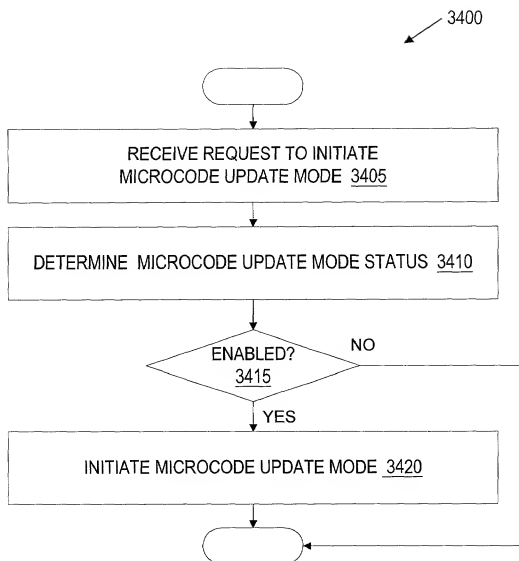 3400
RECEIVE REQUEST TO INITIATE
MICROCODE UPDATE MODE 3405
DETERMINE MICROCODE UPDATE MODE STATUS 3410
ENABLED?
3415
NO
YES
INITIATE MICROCODE UPDATE MODE 3420